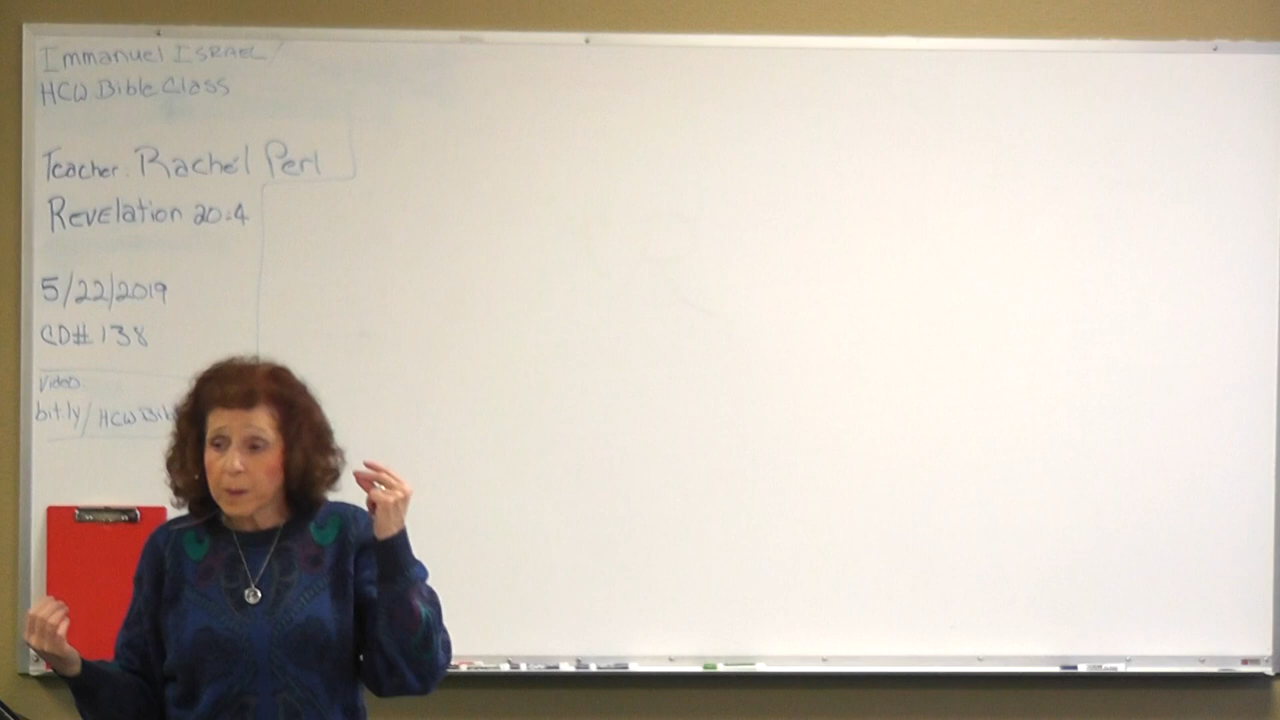 Immanuel ISRAEL/
HCW Bible Class
Teacher: Rachel Perl
Revelation 20:4
5/22/2019
CD# 138
Video
bit.ly/HCWBib